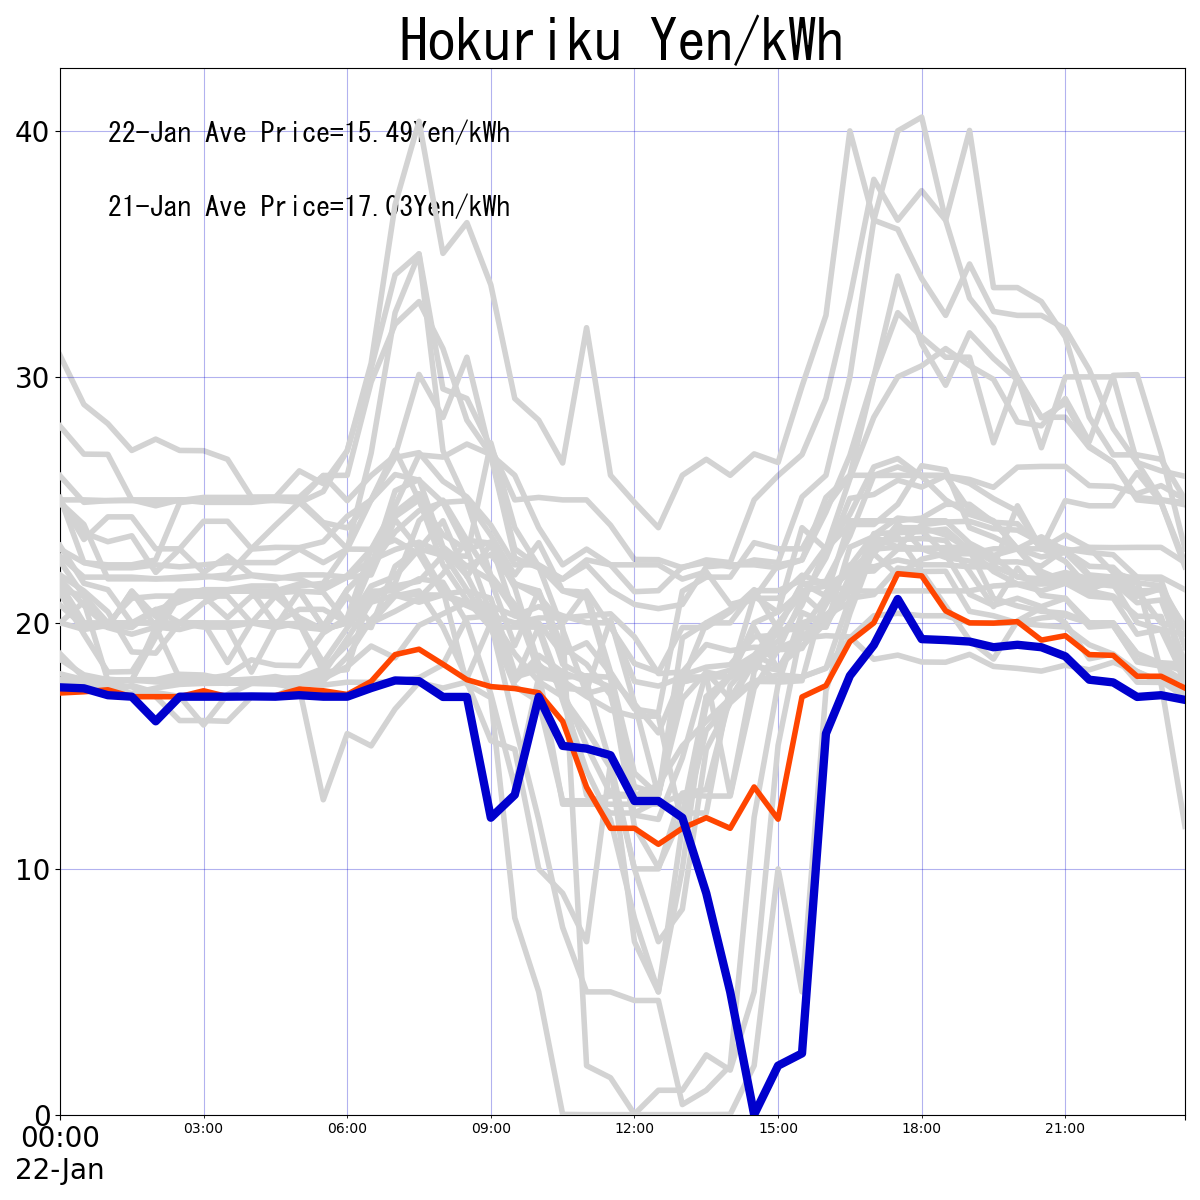 Hokuriku Yen/kWh
22-Jan Ave Price=15.49Yen/kWh
21-Jan Ave Price=17.03Yen/kWh
40
30
20
10
0
00:00 03:00 06:00 09:00 12:00 15:00 18:00 21:00
22-Jan